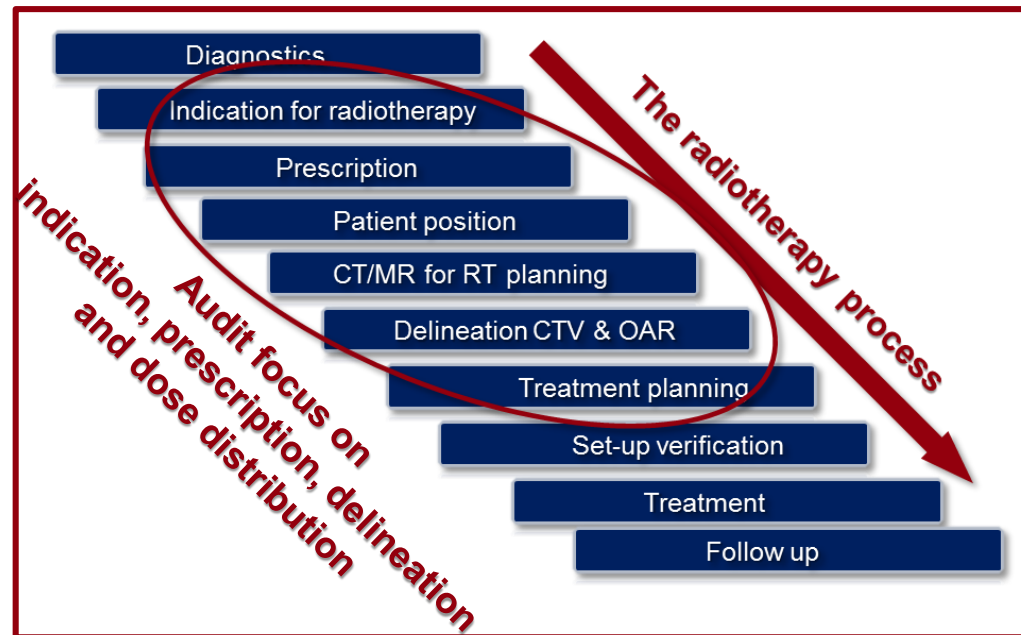 Diagnostics
Indication for radiotherapy
Prescription
Patient position
CT/MR for RT planning
Delineation CTV & OAR
Treatment planning
Set-up verification
Treatment
Follow up
The radiotherapy process
Audit focus on
indication, prescription, delineation
and dose distribution